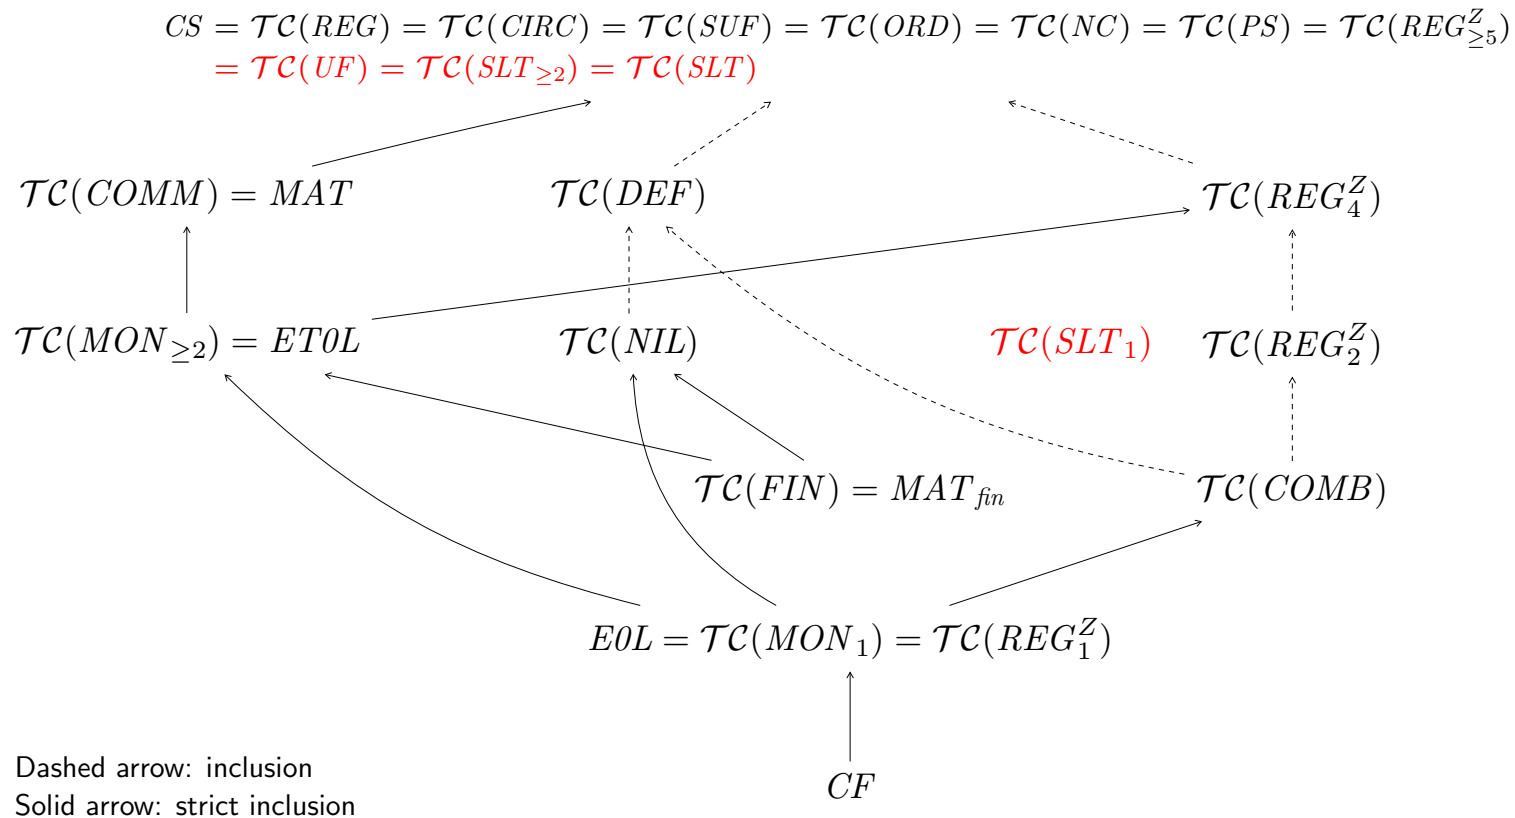 CS = 𝒯𝒞(REG) = 𝒯𝒞(CIRC) = 𝒯𝒞(SUF) = 𝒯𝒞(ORD) = 𝒯𝒞(NC) = 𝒯𝒞(PS) = 𝒯𝒞(REG^Z_{≥5})
= 𝒯𝒞(UF) = 𝒯𝒞(SLT_{≥2}) = 𝒯𝒞(SLT)
𝒯𝒞(COMM) = MAT
𝒯𝒞(DEF)
𝒯𝒞(REG^Z_4)
𝒯𝒞(MON_{≥2}) = ET0L
𝒯𝒞(NIL)
𝒯𝒞(SLT_1)
𝒯𝒞(REG^Z_2)
𝒯𝒞(FIN) = MAT_{fin}
𝒯𝒞(COMB)
E0L = 𝒯𝒞(MON_1) = 𝒯𝒞(REG^Z_1)
CF
Dashed arrow: inclusion
Solid arrow: strict inclusion